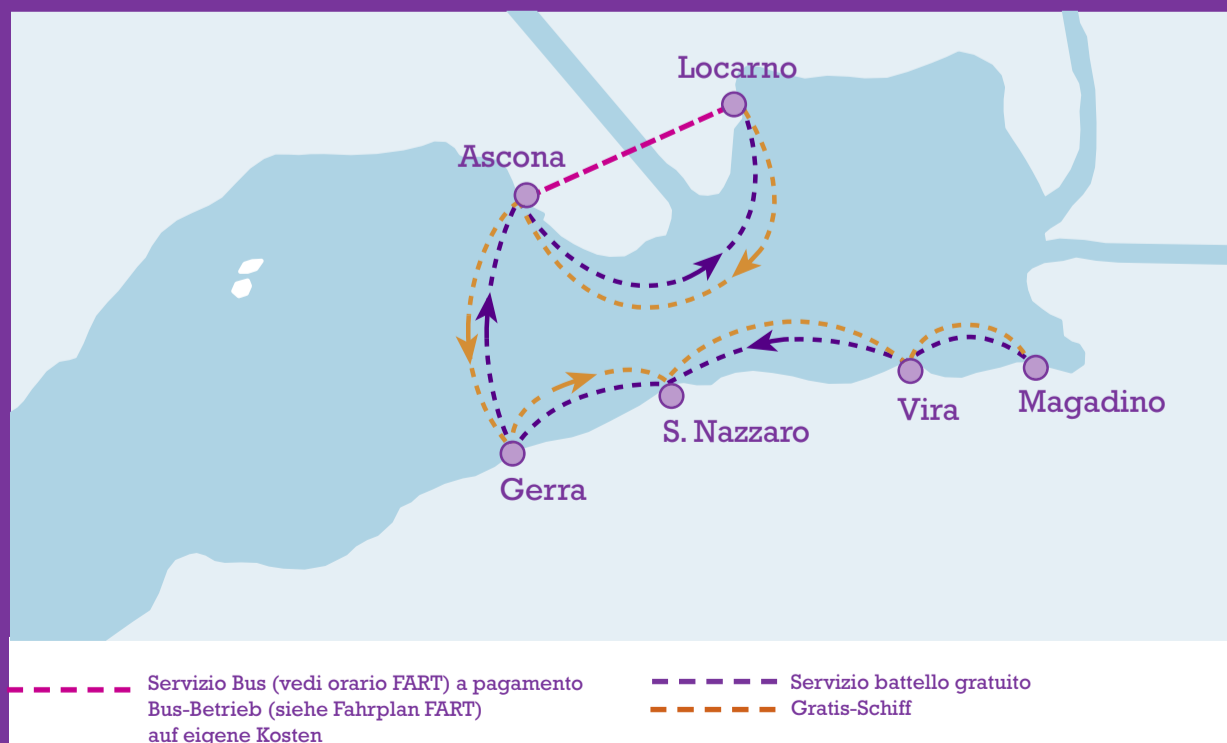 Locarno
Ascona
S. Nazzaro
Vira
Magadino
Gerra
Servizio Bus (vedi orario FART) a pagamento
Bus-Betrieb (siehe Fahrplan FART)
auf eigene Kosten
Servizio battello gratuito
Gratis-Schiff